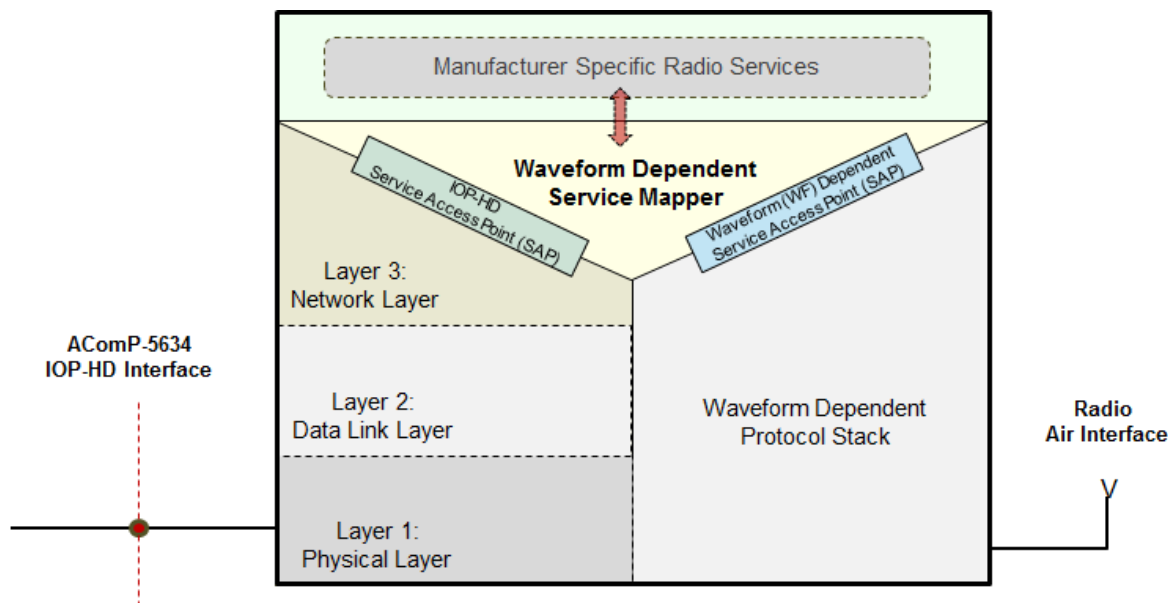 Manufacturer Specific Radio Services
Waveform Dependent
Service Mapper
IOP-HD
Service Access Point (SAP)
Waveform (WF) Dependent
Service Access Point (SAP)
Layer 3:
Network Layer
AComP-5634
IOP-HD Interface
Layer 2:
Data Link Layer
Waveform Dependent
Protocol Stack
Radio
Air Interface
Layer 1:
Physical Layer